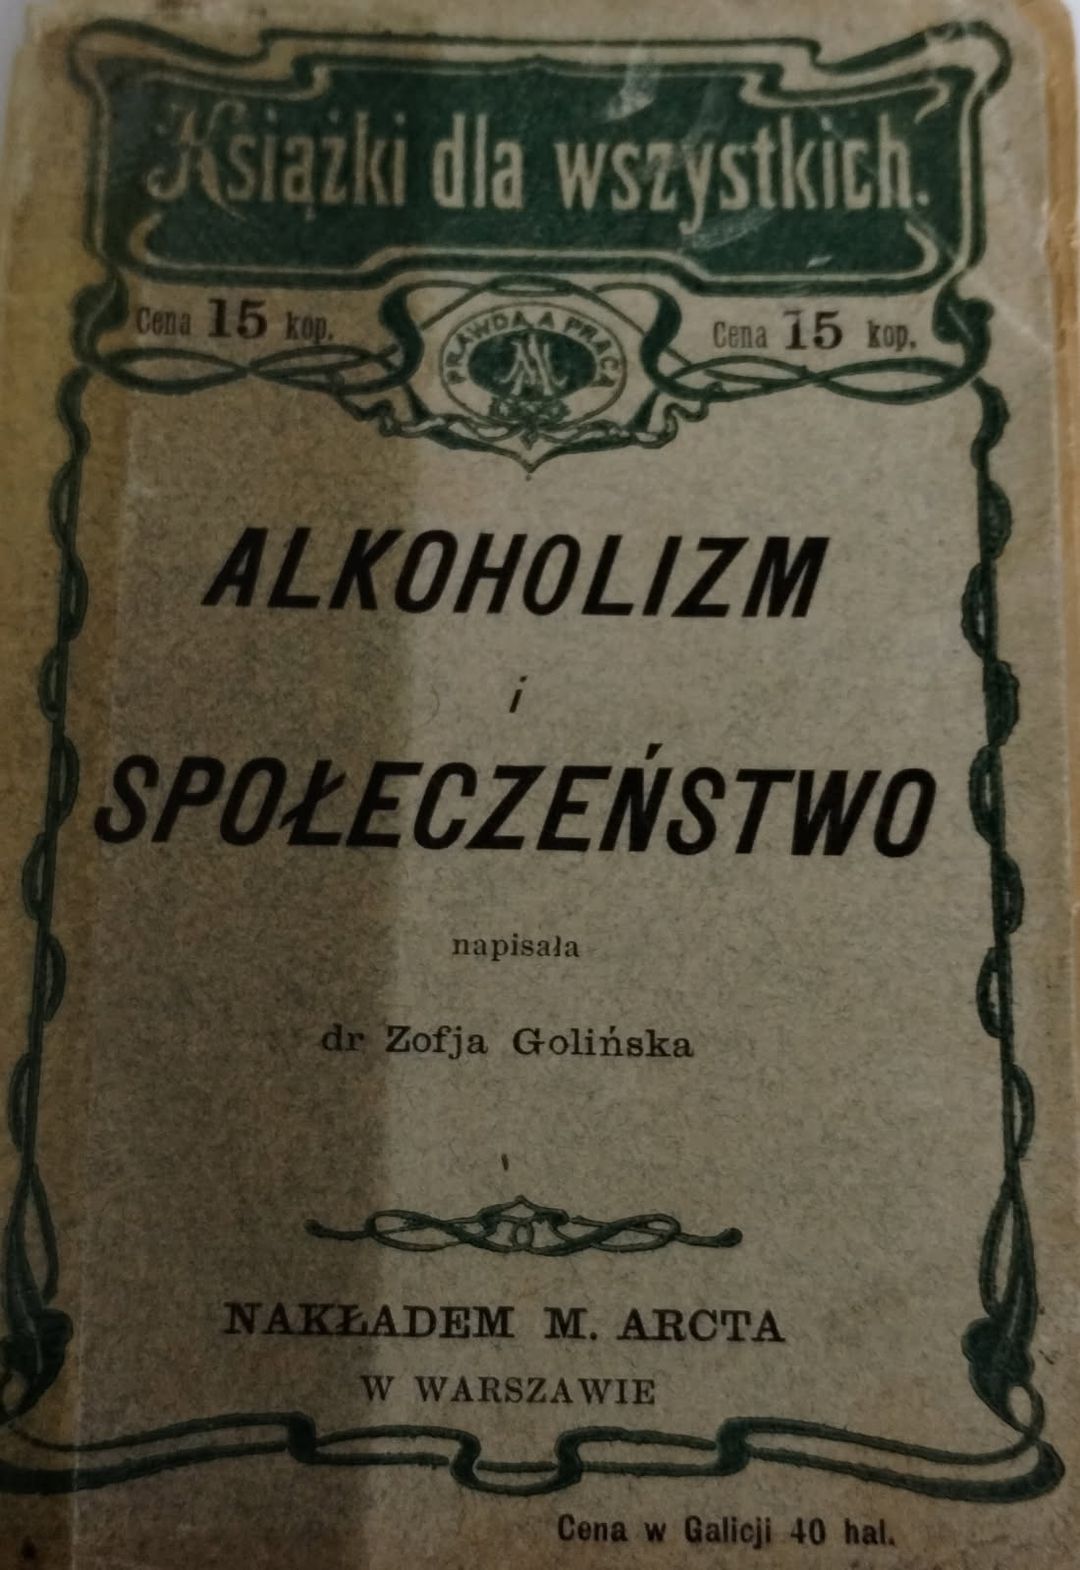 Książki dla wszystkich.
Cena 15 kop.
PRAWDA A PRACA
Cena 15 kop.
ALKOHOLIZM
i
SPOŁECZEŃSTWO
napisała
dr Zofja Golińska
NAKŁADEM M. ARCTA
W WARSZAWIE
Cena w Galicji 40 hal.